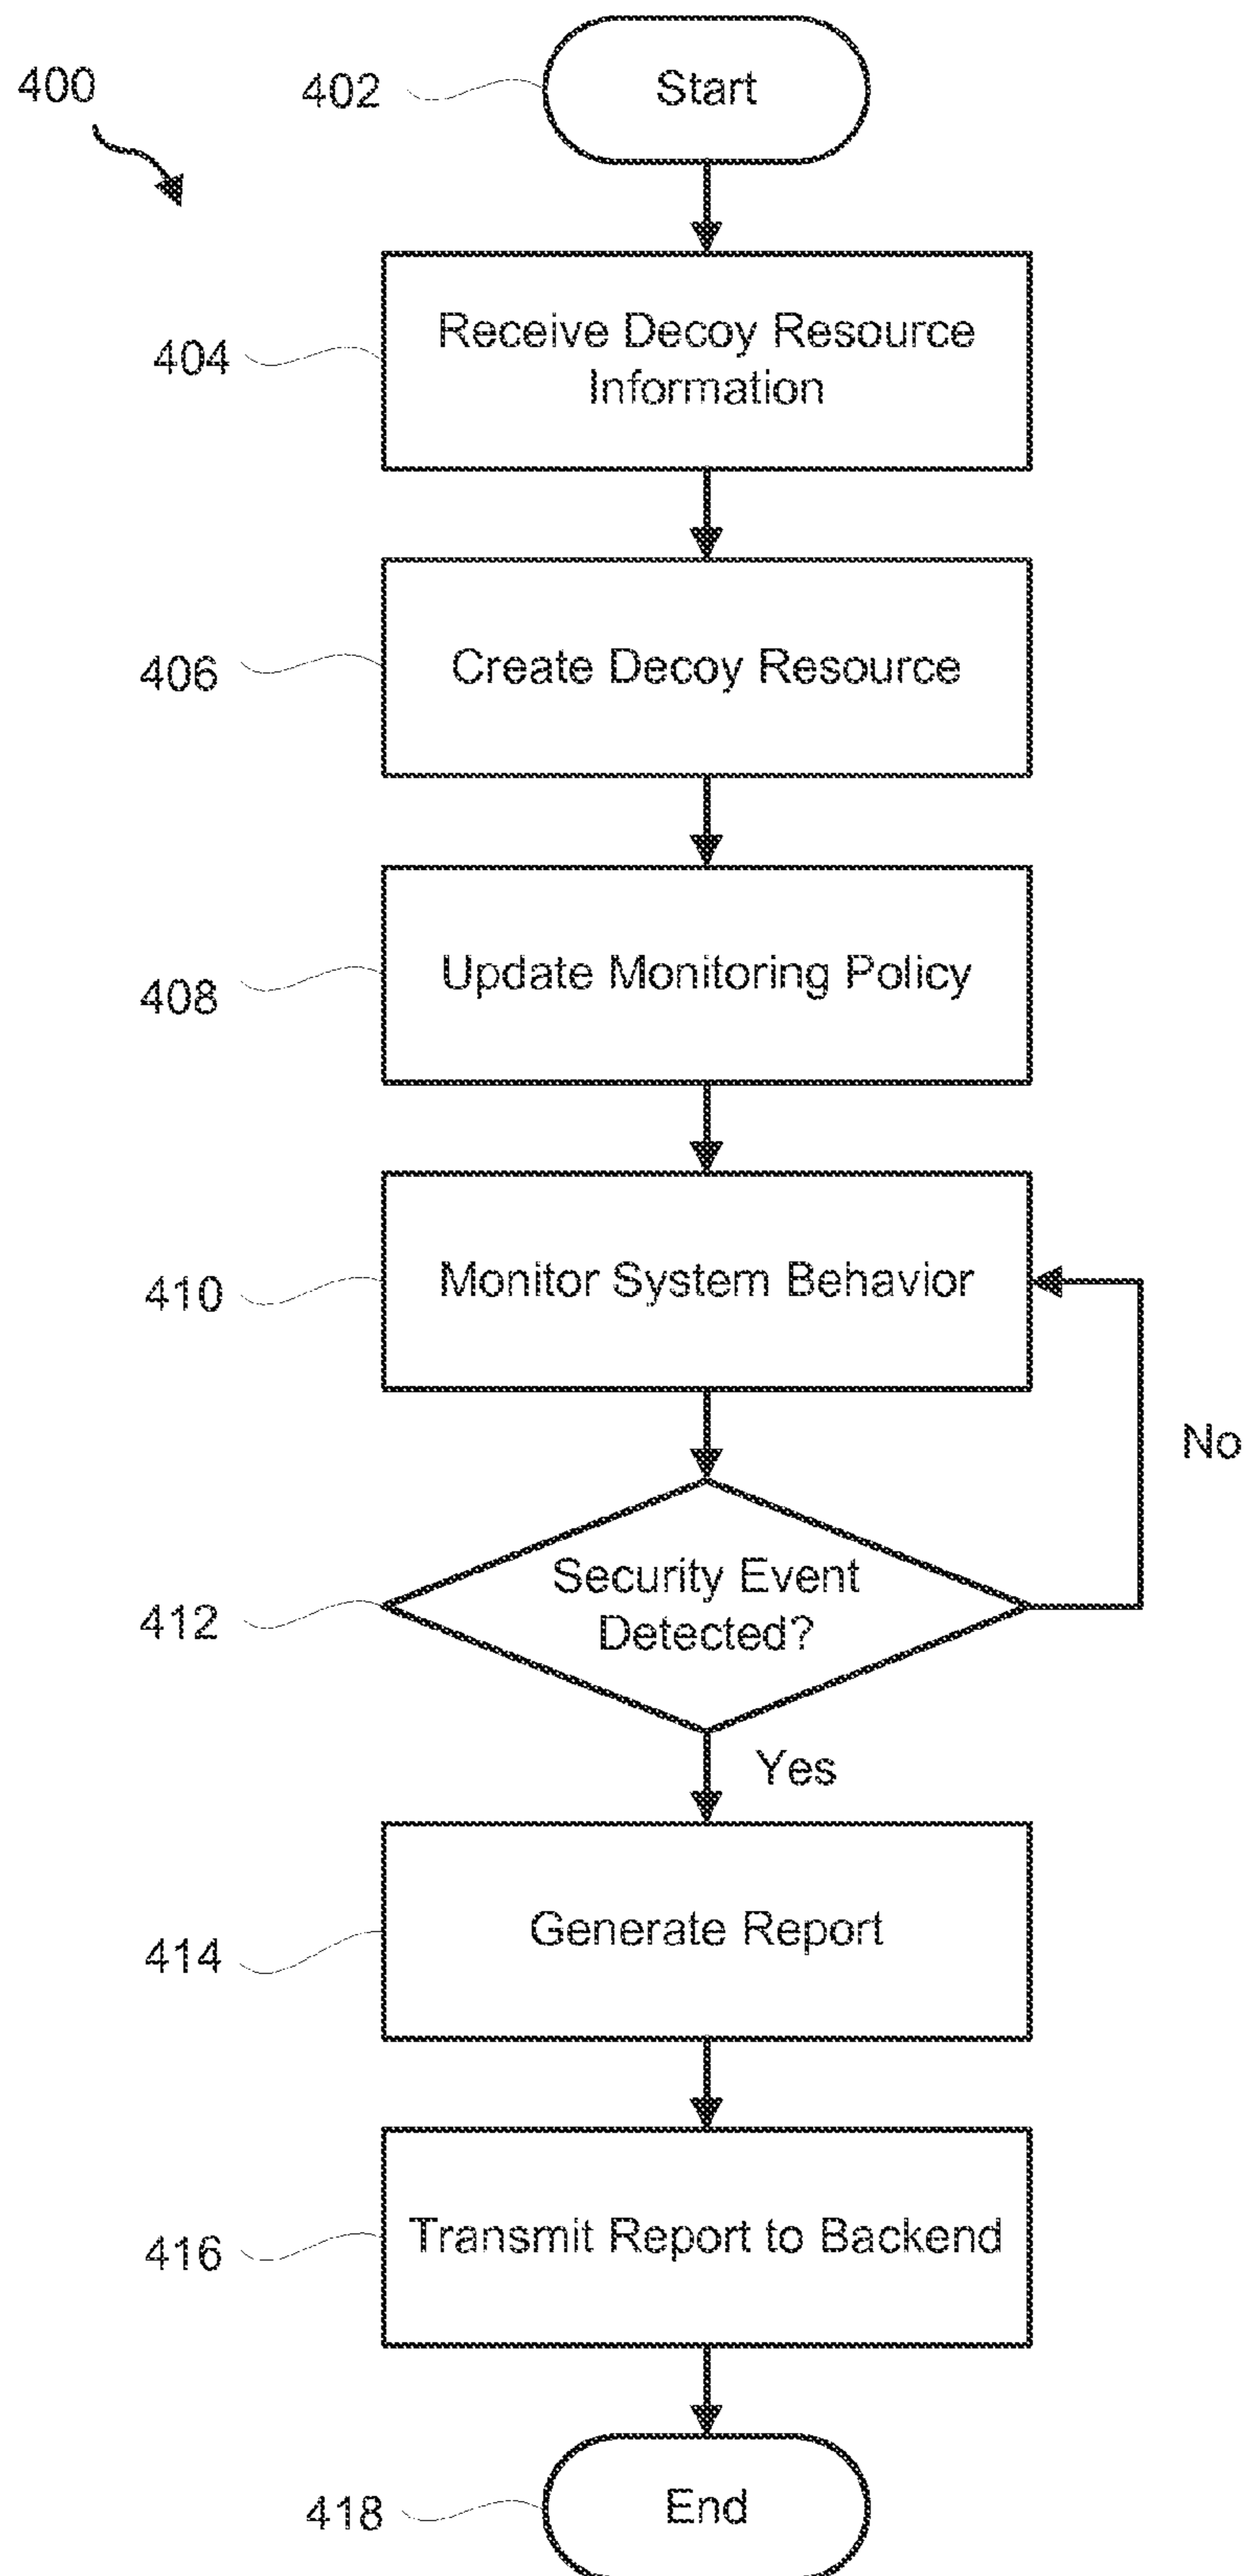 400
402
Start
404
Receive Decoy Resource
Information
406
Create Decoy Resource
408
Update Monitoring Policy
410
Monitor System Behavior
No
412
Security Event
Detected?
Yes
414
Generate Report
416
Transmit Report to Backend
418
End